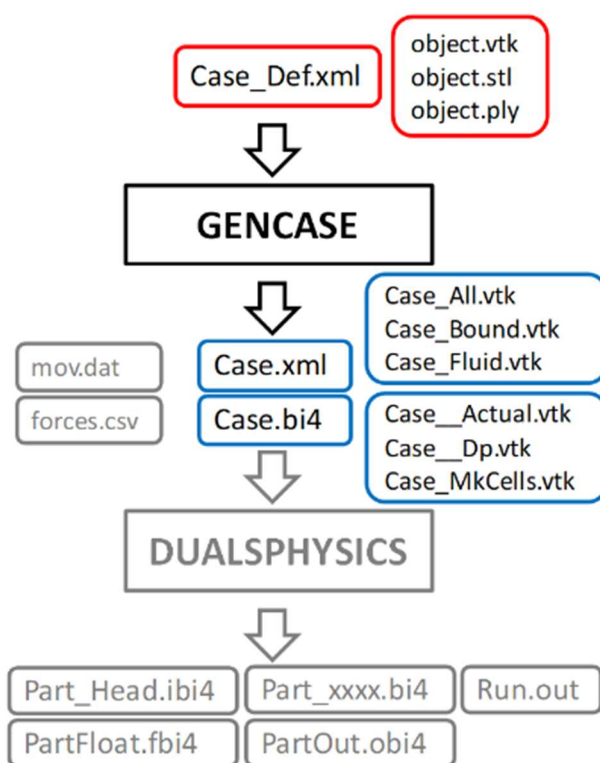 Case_Def.xml
object.vtk
object.stl
object.ply
GENCASE
Case_All.vtk
Case_Bound.vtk
Case_Fluid.vtk
mov.dat
Case.xml
forces.csv
Case.bi4
Case__Actual.vtk
Case__Dp.vtk
Case_MkCells.vtk
DUALSPHYSICS
Part_Head.ibi4
Part_xxxx.bi4
Run.out
PartFloat.fbi4
PartOut.obi4